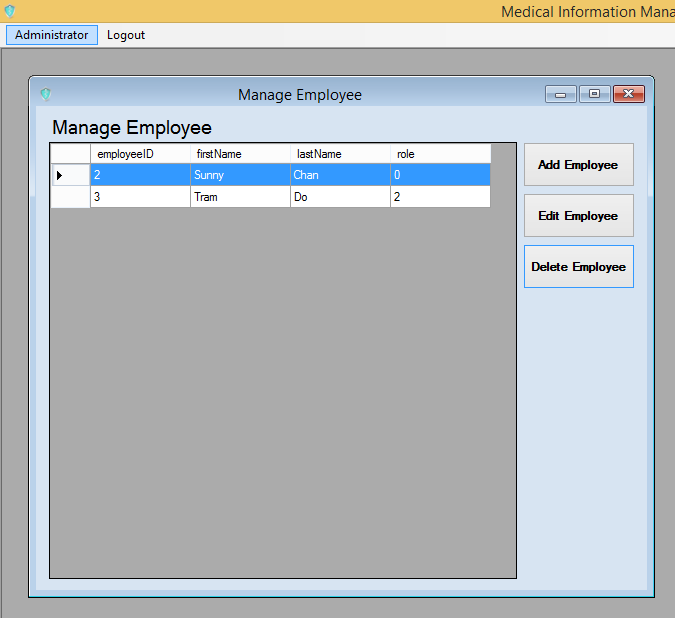 Medical Information Mana
Administrator Logout
Manage Employee
Manage Employee
employeeID firstName lastName role
2 Sunny Chan 0
3 Tram Do 2
Add Employee
Edit Employee
Delete Employee